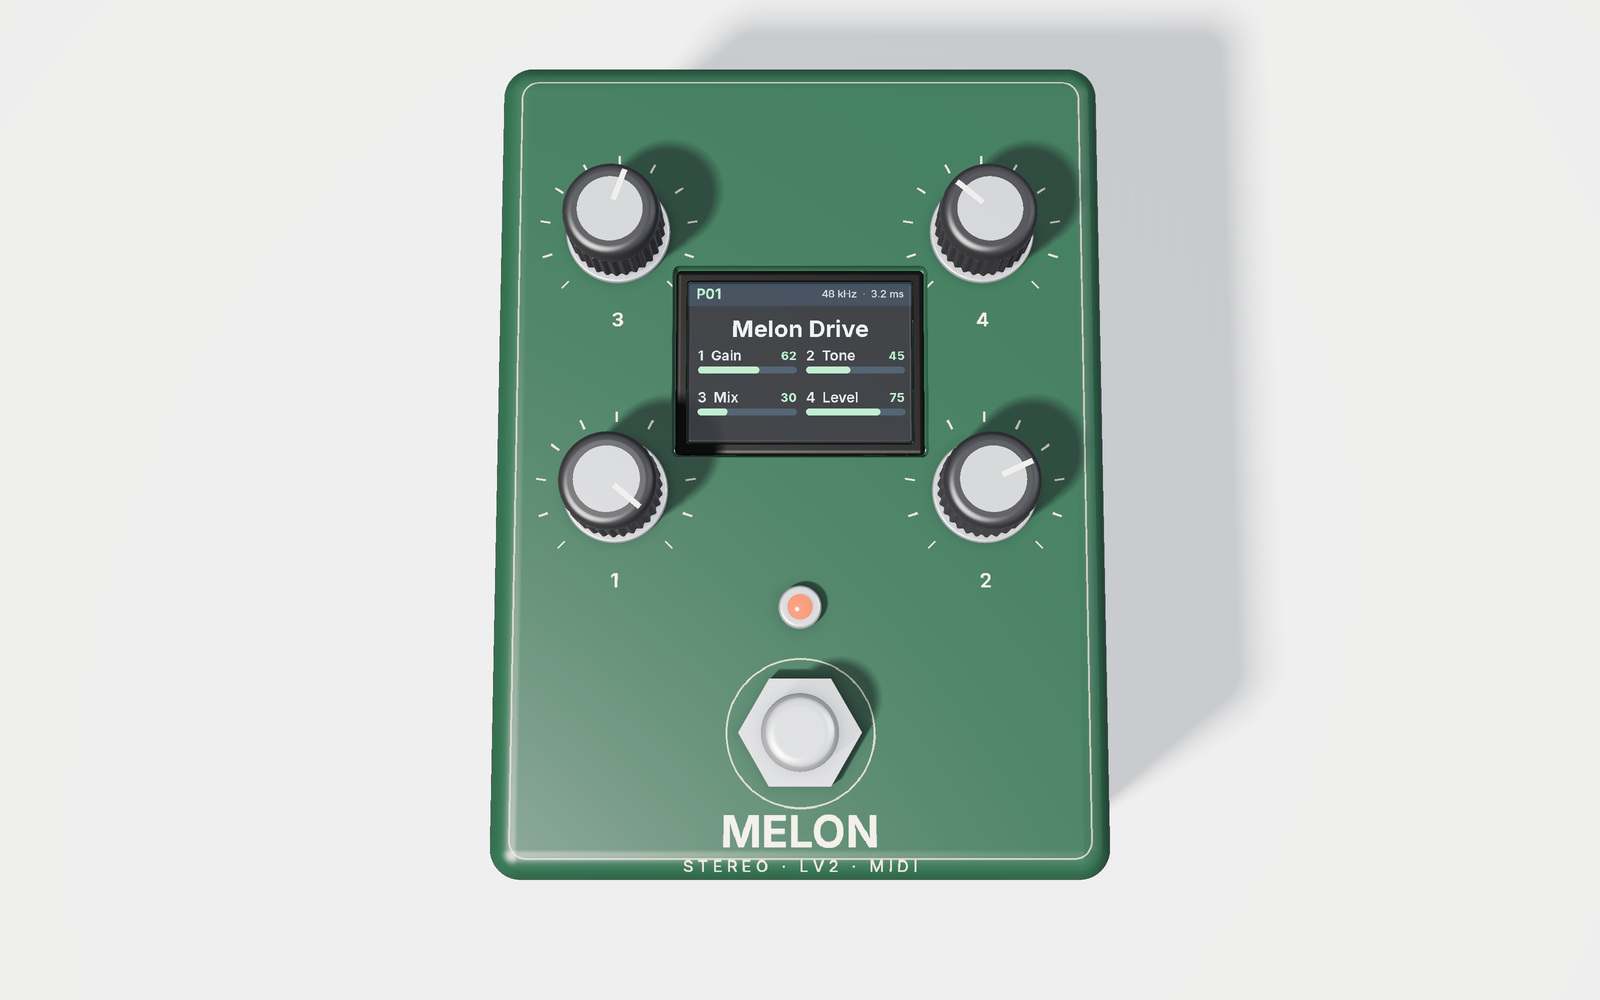 P01 48 kHz · 3.2 ms
Melon Drive
1 Gain 62 2 Tone 45
3 Mix 30 4 Level 75
3
4
1
2
MELON
STEREO · LV2 · MIDI